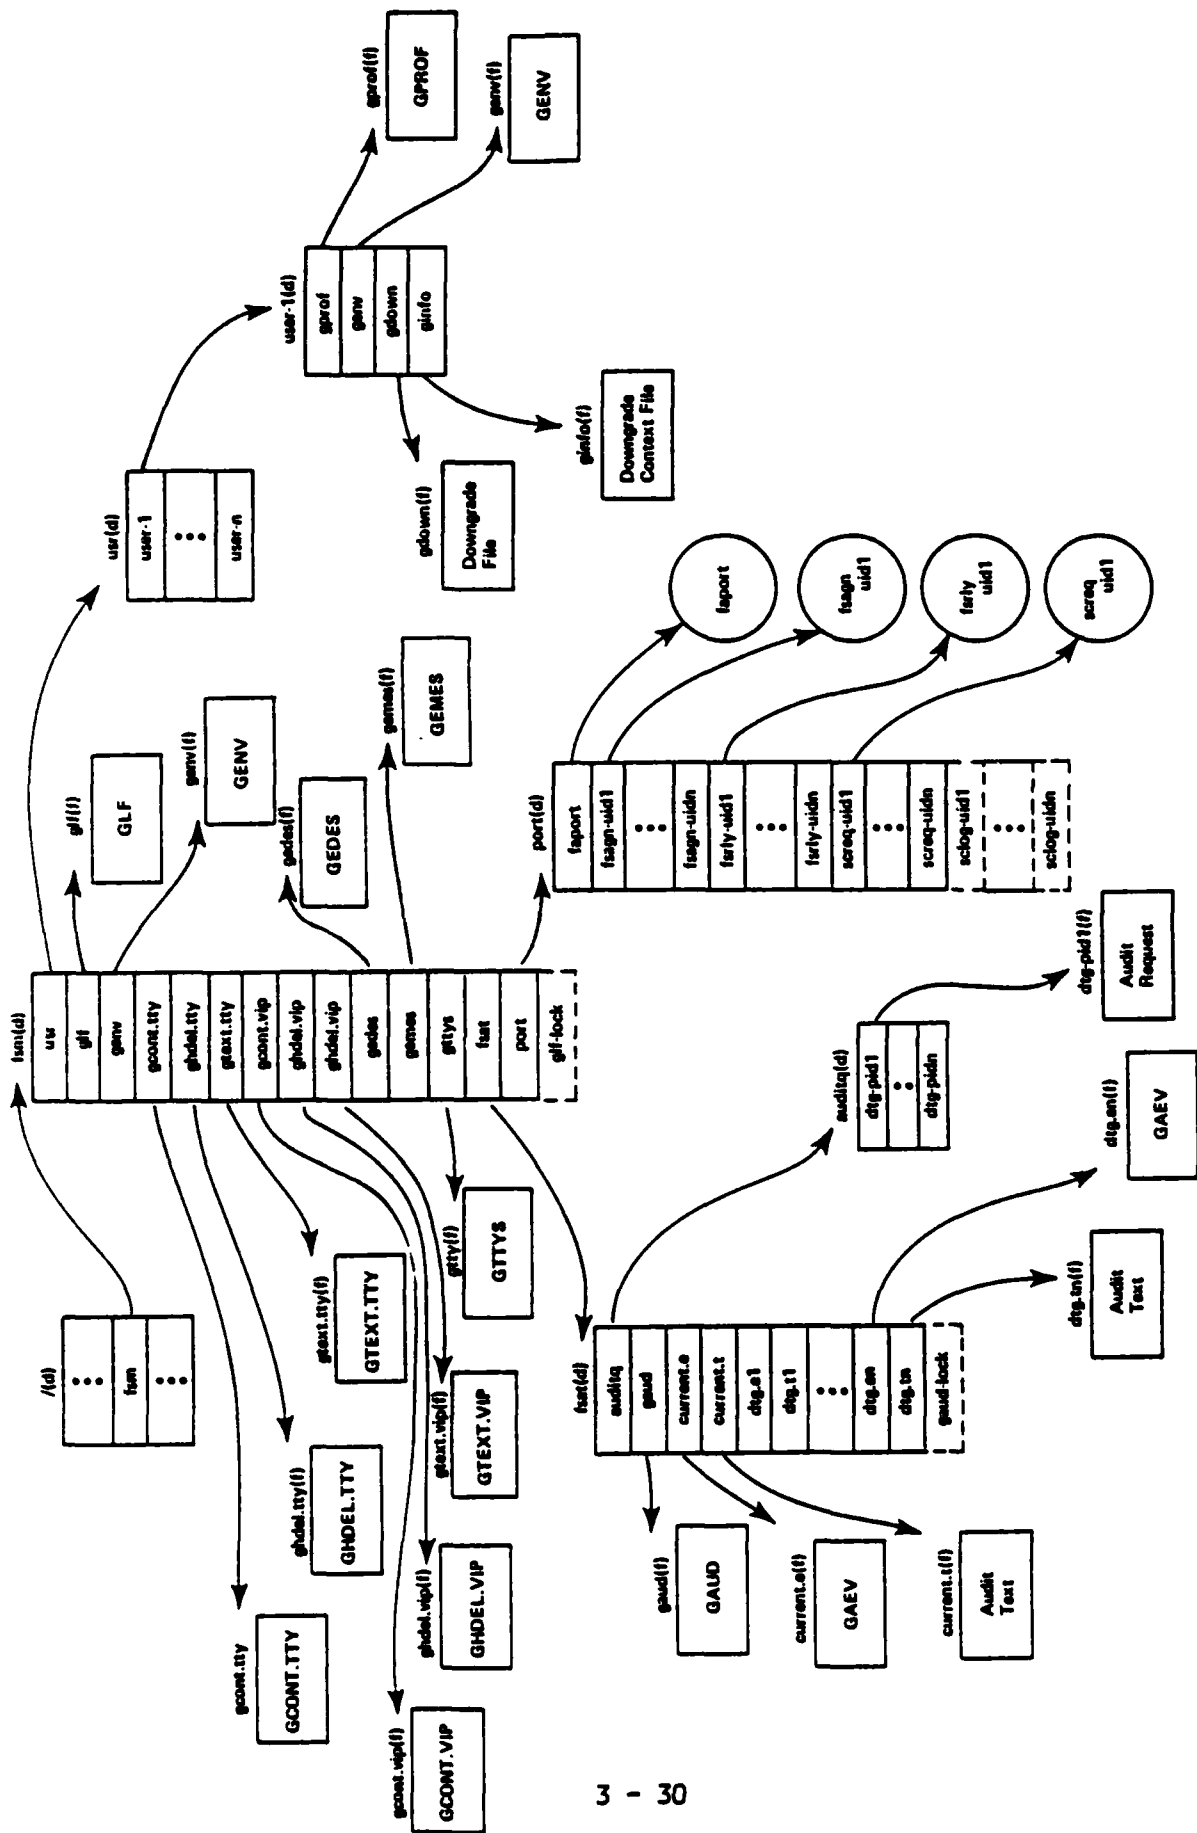 /(d)
•••
fsm
•••
fsm(d)
usr
glf
genv
gcont.tty
ghdel.tty
gtext.tty
gcont.vip
ghdel.vip
ghdel.vip
gedes
gemes
gttys
fsat
port
glf-lock
usr(d)
user-1
•••
user-n
user-1(d)
gprof
genv
gdown
ginfo
gprof(f)
GPROF
genv(f)
GENV
gdown(f)
Downgrade
File
ginfo(f)
Downgrade
Context File
glf(f)
GLF
genv(f)
GENV
gedes(f)
GEDES
gemes(f)
GEMES
gcont.tty
GCONT.TTY
ghdel.tty(f)
GHDEL.TTY
gtext.tty(f)
GTEXT.TTY
gcont.vip(f)
GCONT.VIP
ghdel.vip(f)
GHDEL.VIP
gtext.vip(f)
GTEXT.VIP
gtty(f)
GTTYS
port(d)
faport
fsagn-uid1
•••
fsagn-uidn
fsrly-uid1
•••
fsrly-uidn
screq-uid1
•••
screq-uidn
sclog-uid1
•••
sclog-uidn
faport
fsagn
uid1
fsrly
uid1
screq
uid1
fsat(d)
auditq
gaud
current.e
current.t
dtg.e1
dtg.t1
•••
dtg.en
dtg.tn
gaud-lock
gaud(f)
GAUD
current.e(f)
GAEV
current.t(f)
Audit
Text
auditq(d)
dtg-pid1
•••
dtg-pidn
dtg-pid1(f)
Audit
Request
dtg.en(f)
GAEV
dtg.tn(f)
Audit
Text
3 - 30